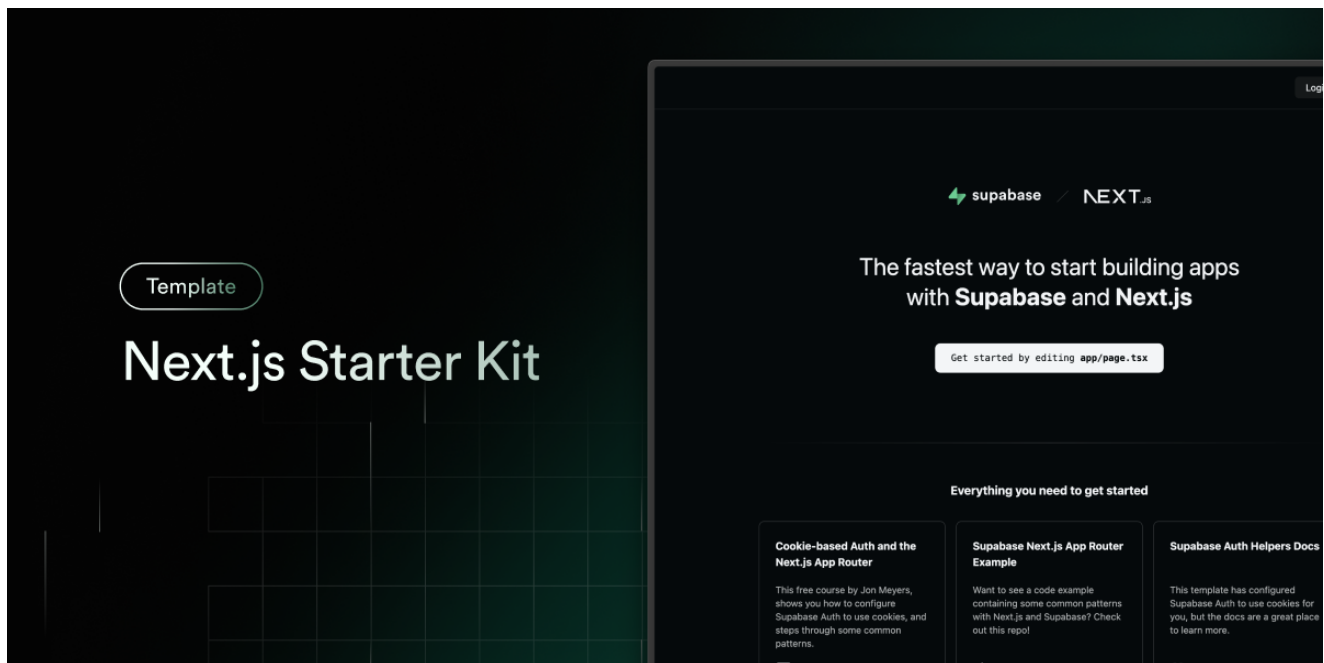 Template
Next.js Starter Kit
supabase / NEXT.JS
The fastest way to start building apps
with Supabase and Next.js
Get started by editing app/page.tsx
Everything you need to get started
Cookie-based Auth and the
Next.js App Router
This free course by Jon Meyers,
shows you how to configure
Supabase Auth to use cookies, and
steps through some common
patterns.
Supabase Next.js App Router
Example
Want to see a code example
containing some common patterns
with Next.js and Supabase? Check
out this repo!
Supabase Auth Helpers Docs
This template has configured
Supabase Auth to use cookies for
you, but the docs are a great place
to learn more.